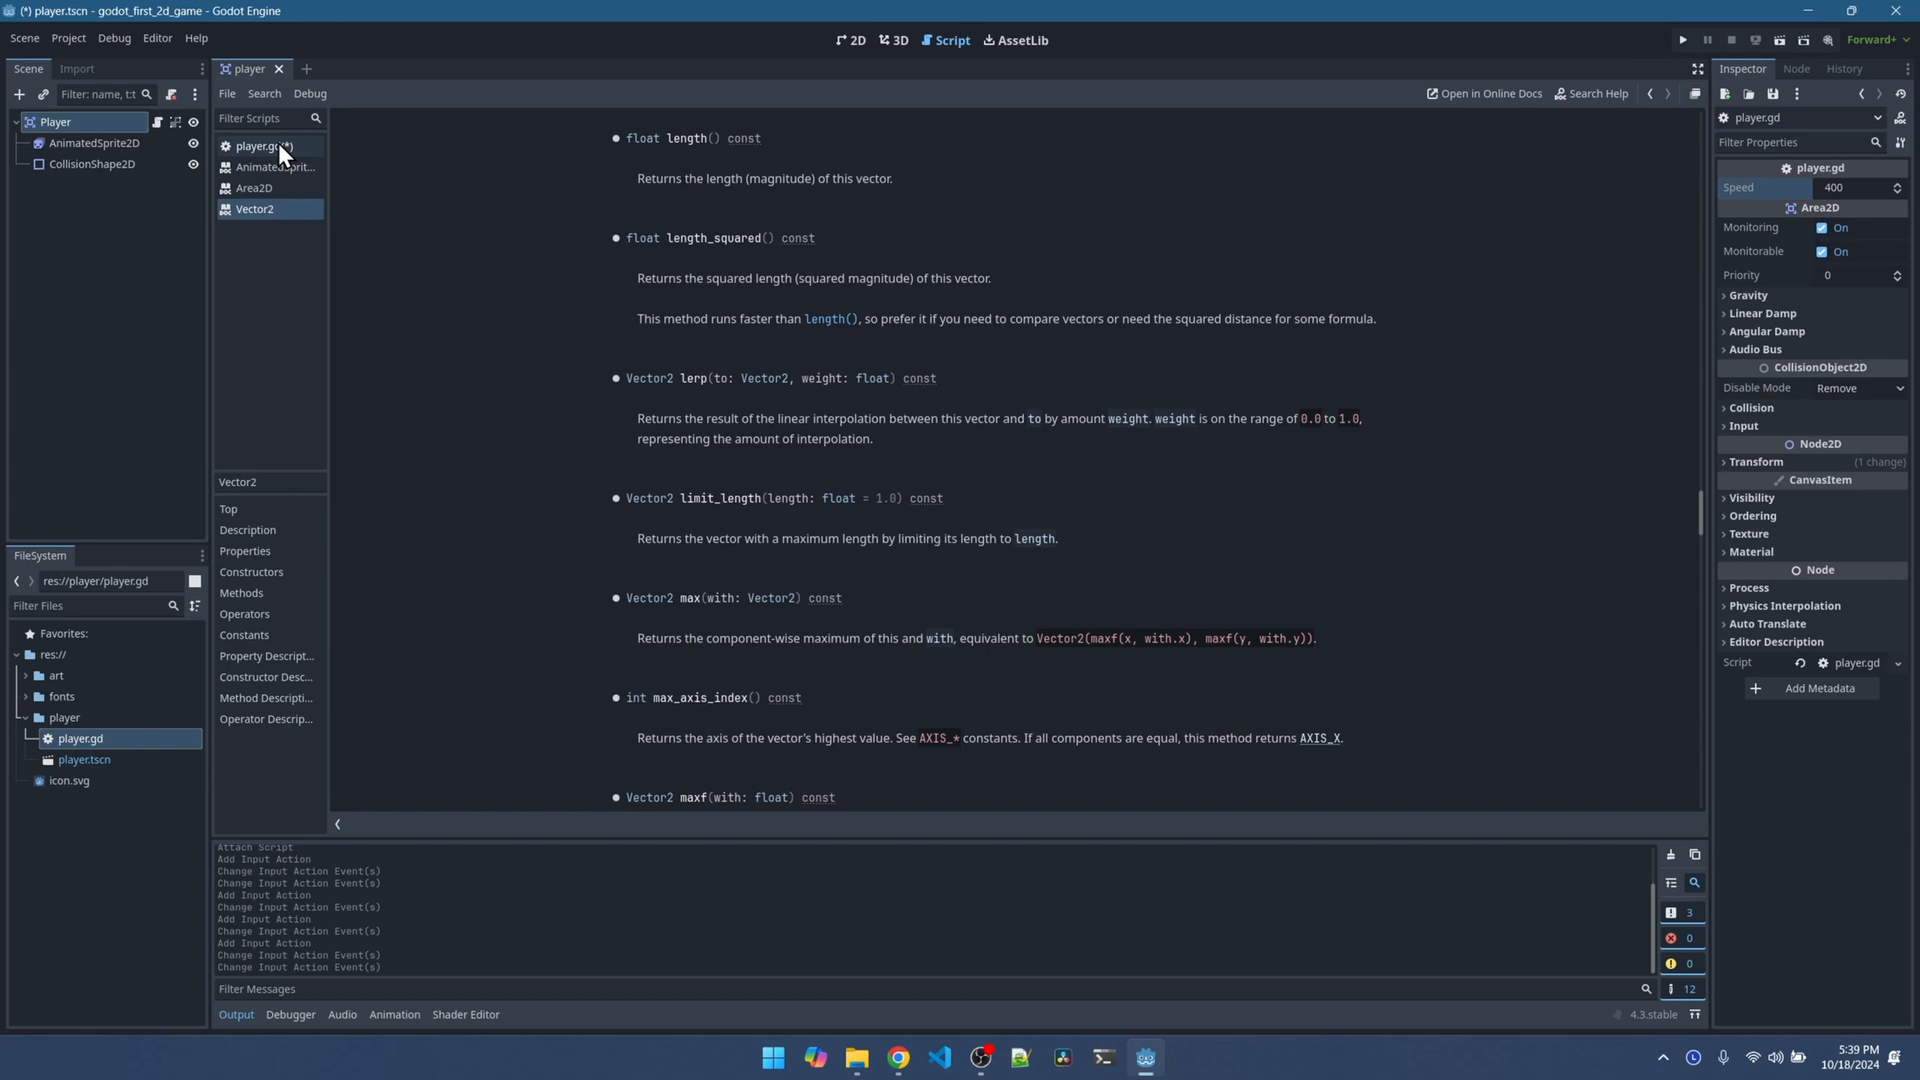 (*) player.tscn - godot_first_2d_game - Godot Engine
Scene Project Debug Editor Help
2D 3D Script AssetLib
Forward+
Scene Import
player
Inspector Node History
Filter: name, t:t
File Search Debug
Open in Online Docs Search Help
Player
AnimatedSprite2D
CollisionShape2D
Filter Scripts
player.gd(*)
AnimatedSprit...
Area2D
Vector2
float length() const
Returns the length (magnitude) of this vector.
float length_squared() const
Returns the squared length (squared magnitude) of this vector.
This method runs faster than length(), so prefer it if you need to compare vectors or need the squared distance for some formula.
Vector2 lerp(to: Vector2, weight: float) const
Returns the result of the linear interpolation between this vector and to by amount weight. weight is on the range of 0.0 to 1.0,
representing the amount of interpolation.
Vector2 limit_length(length: float = 1.0) const
Returns the vector with a maximum length by limiting its length to length.
Vector2 max(with: Vector2) const
Returns the component-wise maximum of this and with, equivalent to Vector2(maxf(x, with.x), maxf(y, with.y)).
int max_axis_index() const
Returns the axis of the vector's highest value. See AXIS_* constants. If all components are equal, this method returns AXIS_X.
Vector2 maxf(with: float) const
Vector2
Top
Description
Properties
Constructors
Methods
Operators
Constants
Property Descript...
Constructor Desc...
Method Descripti...
Operator Descrip...
FileSystem
res://player/player.gd
Filter Files
Favorites:
res://
art
fonts
player
player.gd
player.tscn
icon.svg
player.gd
Filter Properties
player.gd
Speed 400
Area2D
Monitoring On
Monitorable On
Priority 0
Gravity
Linear Damp
Angular Damp
Audio Bus
CollisionObject2D
Disable Mode Remove
Collision
Input
Node2D
Transform (1 change)
CanvasItem
Visibility
Ordering
Texture
Material
Node
Process
Physics Interpolation
Auto Translate
Editor Description
Script player.gd
Add Metadata
Attach Script
Add Input Action
Change Input Action Event(s)
Change Input Action Event(s)
Add Input Action
Change Input Action Event(s)
Add Input Action
Change Input Action Event(s)
Add Input Action
Change Input Action Event(s)
Change Input Action Event(s)
3
0
0
12
Filter Messages
Output Debugger Audio Animation Shader Editor
4.3.stable
5:39 PM
10/18/2024